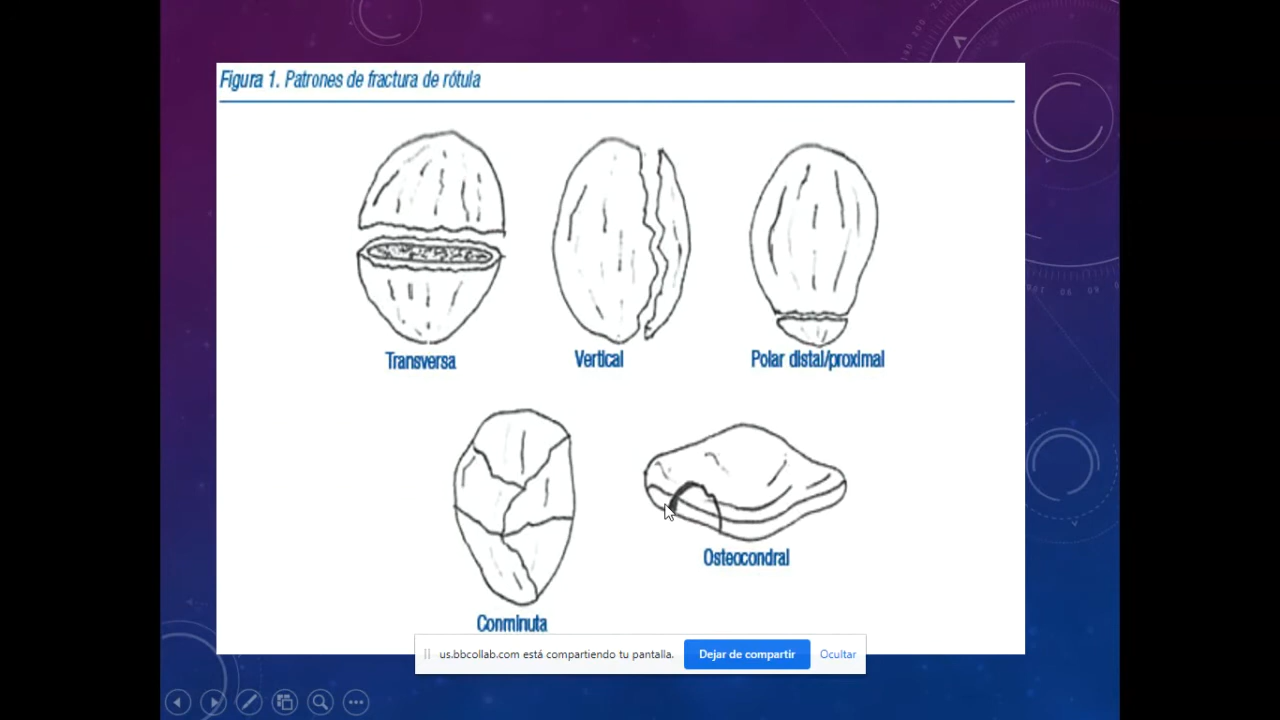 Figura 1. Patrones de fractura de rótula
Transversa
Vertical
Polar distal/proximal
Osteocondral
Conminuta
us.bbcollab.com está compartiendo tu pantalla.
Dejar de compartir
Ocultar